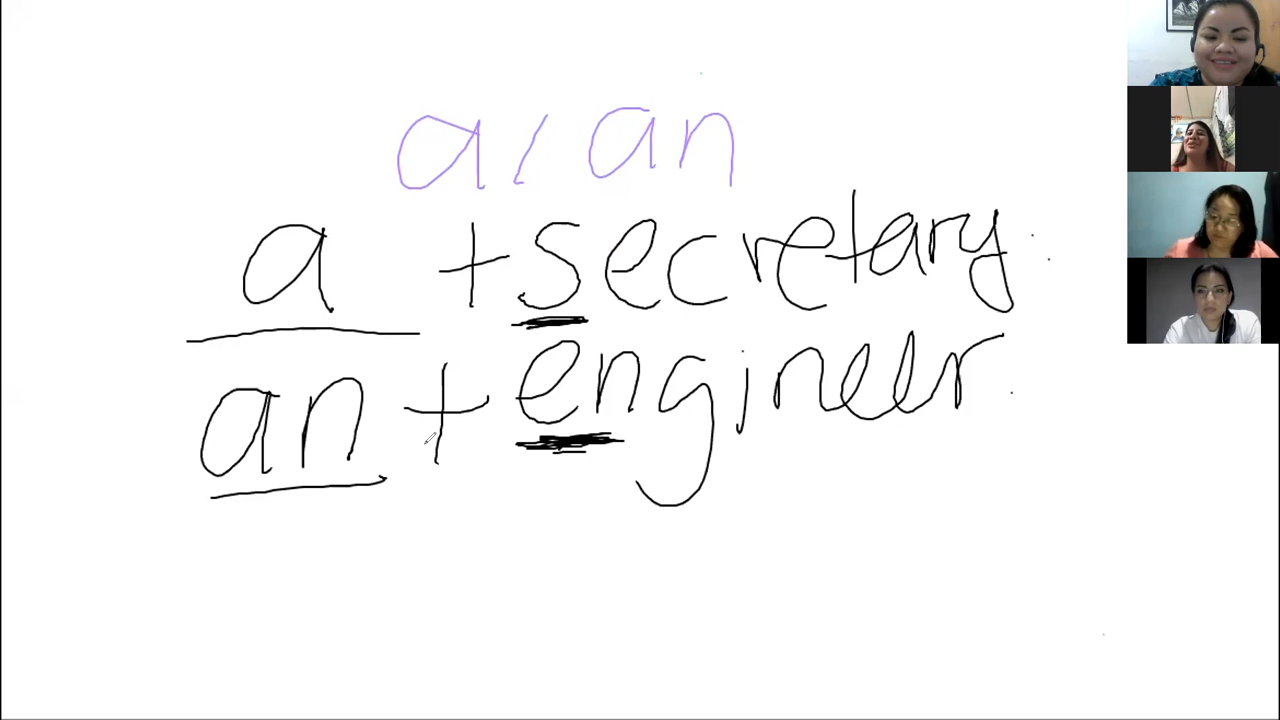 a / an
a + secretary.
an + engineer.